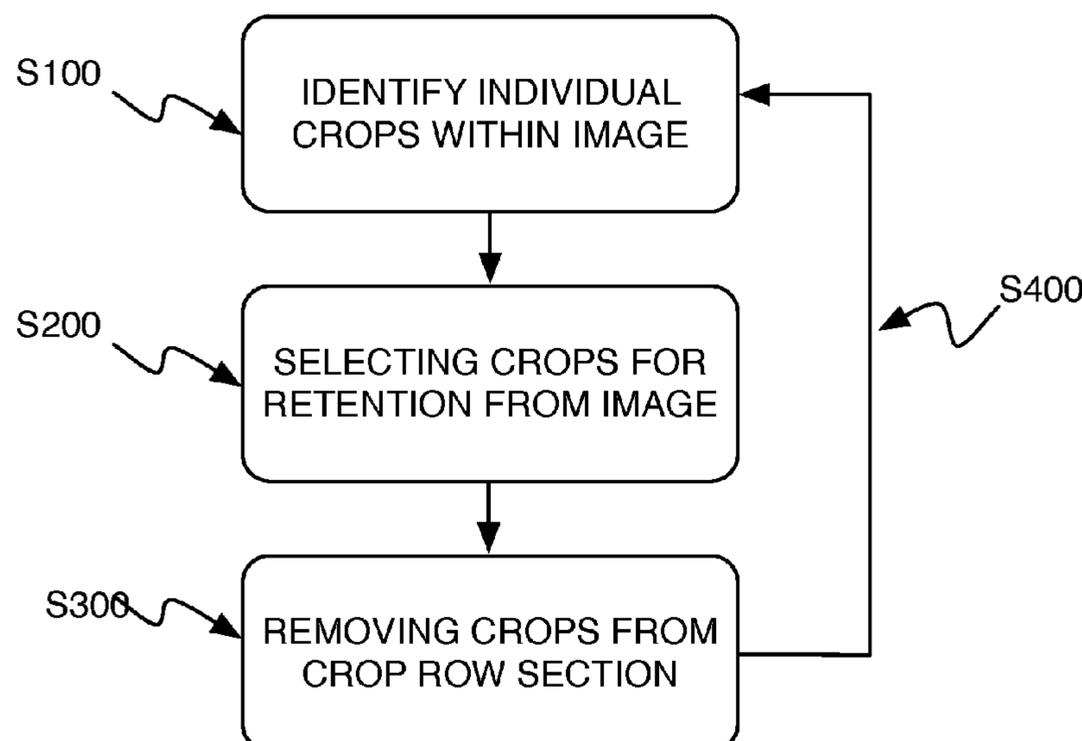 S100
IDENTIFY INDIVIDUAL
CROPS WITHIN IMAGE
S400
S200
SELECTING CROPS FOR
RETENTION FROM IMAGE
S300
REMOVING CROPS FROM
CROP ROW SECTION